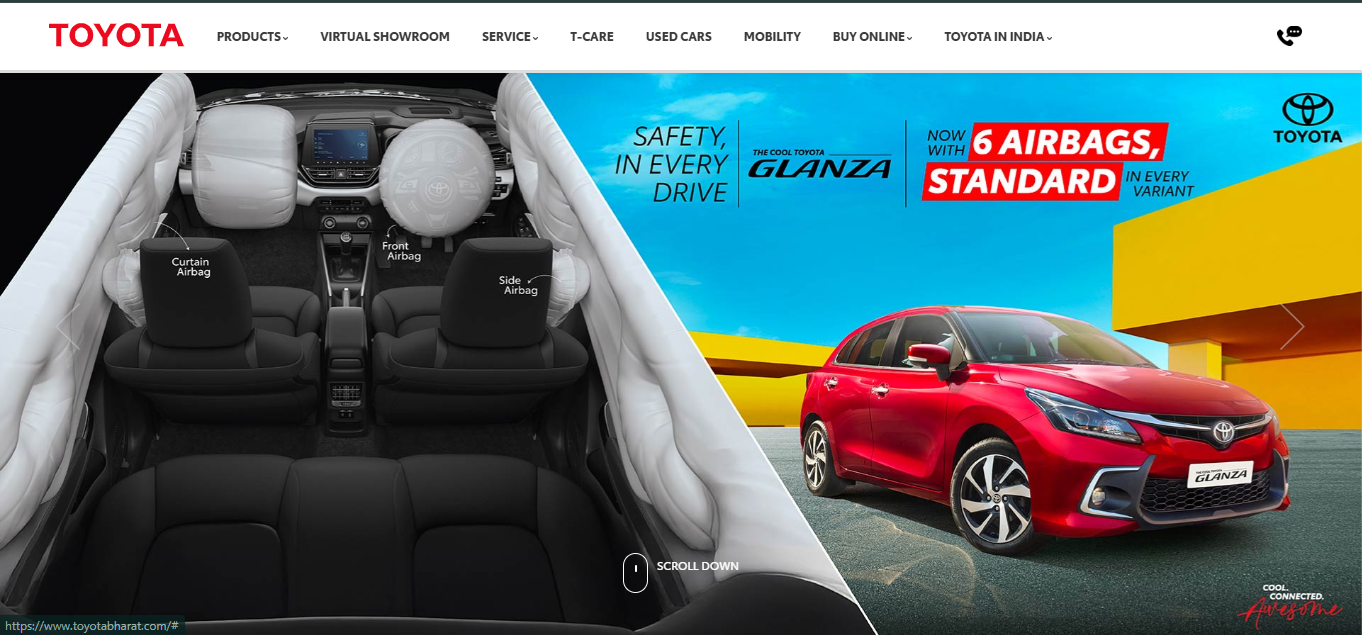 TOYOTA
PRODUCTS
VIRTUAL SHOWROOM
SERVICE
T-CARE
USED CARS
MOBILITY
BUY ONLINE
TOYOTA IN INDIA
SAFETY,
IN EVERY
DRIVE
THE COOL TOYOTA
GLANZA
NOW
WITH
6 AIRBAGS,
STANDARD
IN EVERY
VARIANT
TOYOTA
Curtain
Airbag
Front
Airbag
Side
Airbag
THE COOL TOYOTA
GLANZA
SCROLL DOWN
COOL.
CONNECTED.
Awesome
https://www.toyotabharat.com/#